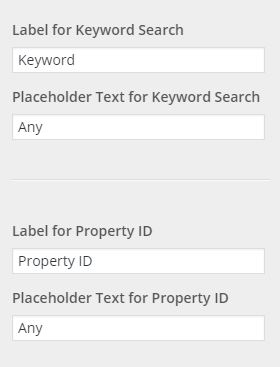 Label for Keyword Search
Keyword
Placeholder Text for Keyword Search
Any
Label for Property ID
Property ID
Placeholder Text for Property ID
Any